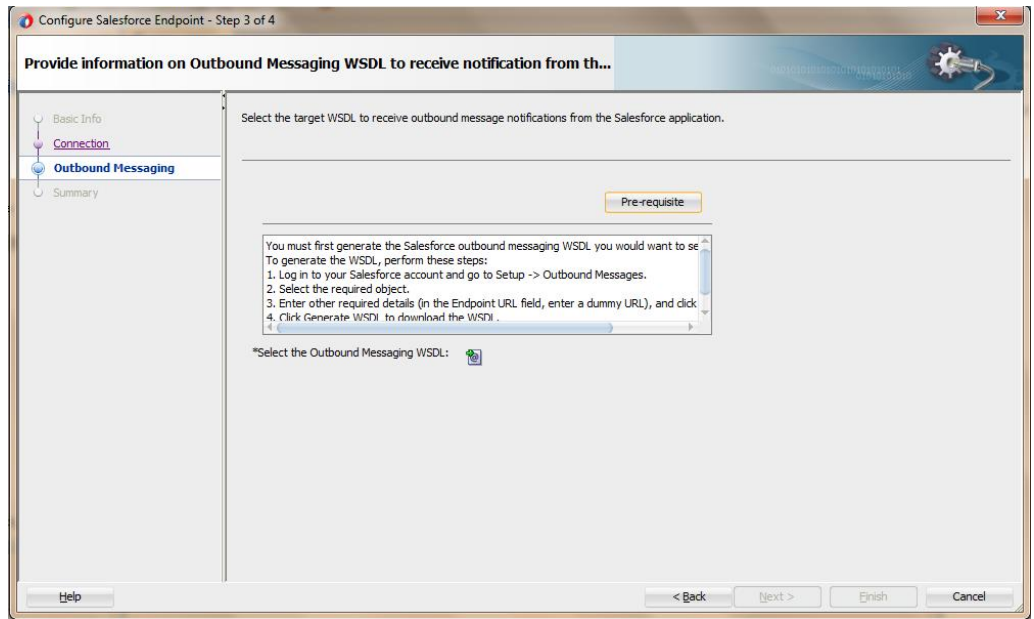 Configure Salesforce Endpoint - Step 3 of 4
Provide information on Outbound Messaging WSDL to receive notification from th...
Basic Info
Connection
Outbound Messaging
Summary
Select the target WSDL to receive outbound message notifications from the Salesforce application.
Pre-requisite
You must first generate the Salesforce outbound messaging WSDL you would want to se
To generate the WSDL, perform these steps:
1. Log in to your Salesforce account and go to Setup -> Outbound Messages.
2. Select the required object.
3. Enter other required details (in the Endpoint URL field, enter a dummy URL), and click
4. Click Generate WSDL to download the WSDL.
*Select the Outbound Messaging WSDL:
Help
< Back
Next >
Finish
Cancel